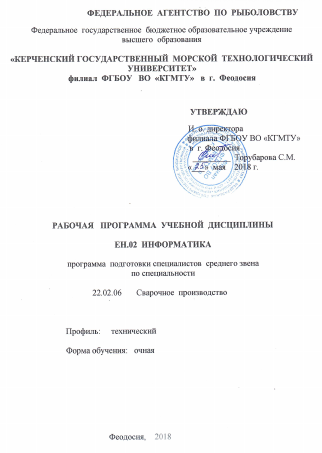 ФЕДЕРАЛЬНОЕ АГЕНТСТВО ПО РЫБОЛОВСТВУ
Федеральное государственное бюджетное образовательное учреждение
высшего образования
«КЕРЧЕНСКИЙ ГОСУДАРСТВЕННЫЙ МОРСКОЙ ТЕХНОЛОГИЧЕСКИЙ
УНИВЕРСИТЕТ»
филиал ФГБОУ ВО «КГМТУ» в г. Феодосия
УТВЕРЖДАЮ
И. о. директора
филиала ФГБОУ ВО «КГМТУ»
в г. Феодосия
Торубарова С.М.
«25» мая 2018 г.
РАБОЧАЯ ПРОГРАММА УЧЕБНОЙ ДИСЦИПЛИНЫ
ЕН.02 ИНФОРМАТИКА
программа подготовки специалистов среднего звена
по специальности
22.02.06 Сварочное производство
Профиль: технический
Форма обучения: очная
Феодосия, 2018